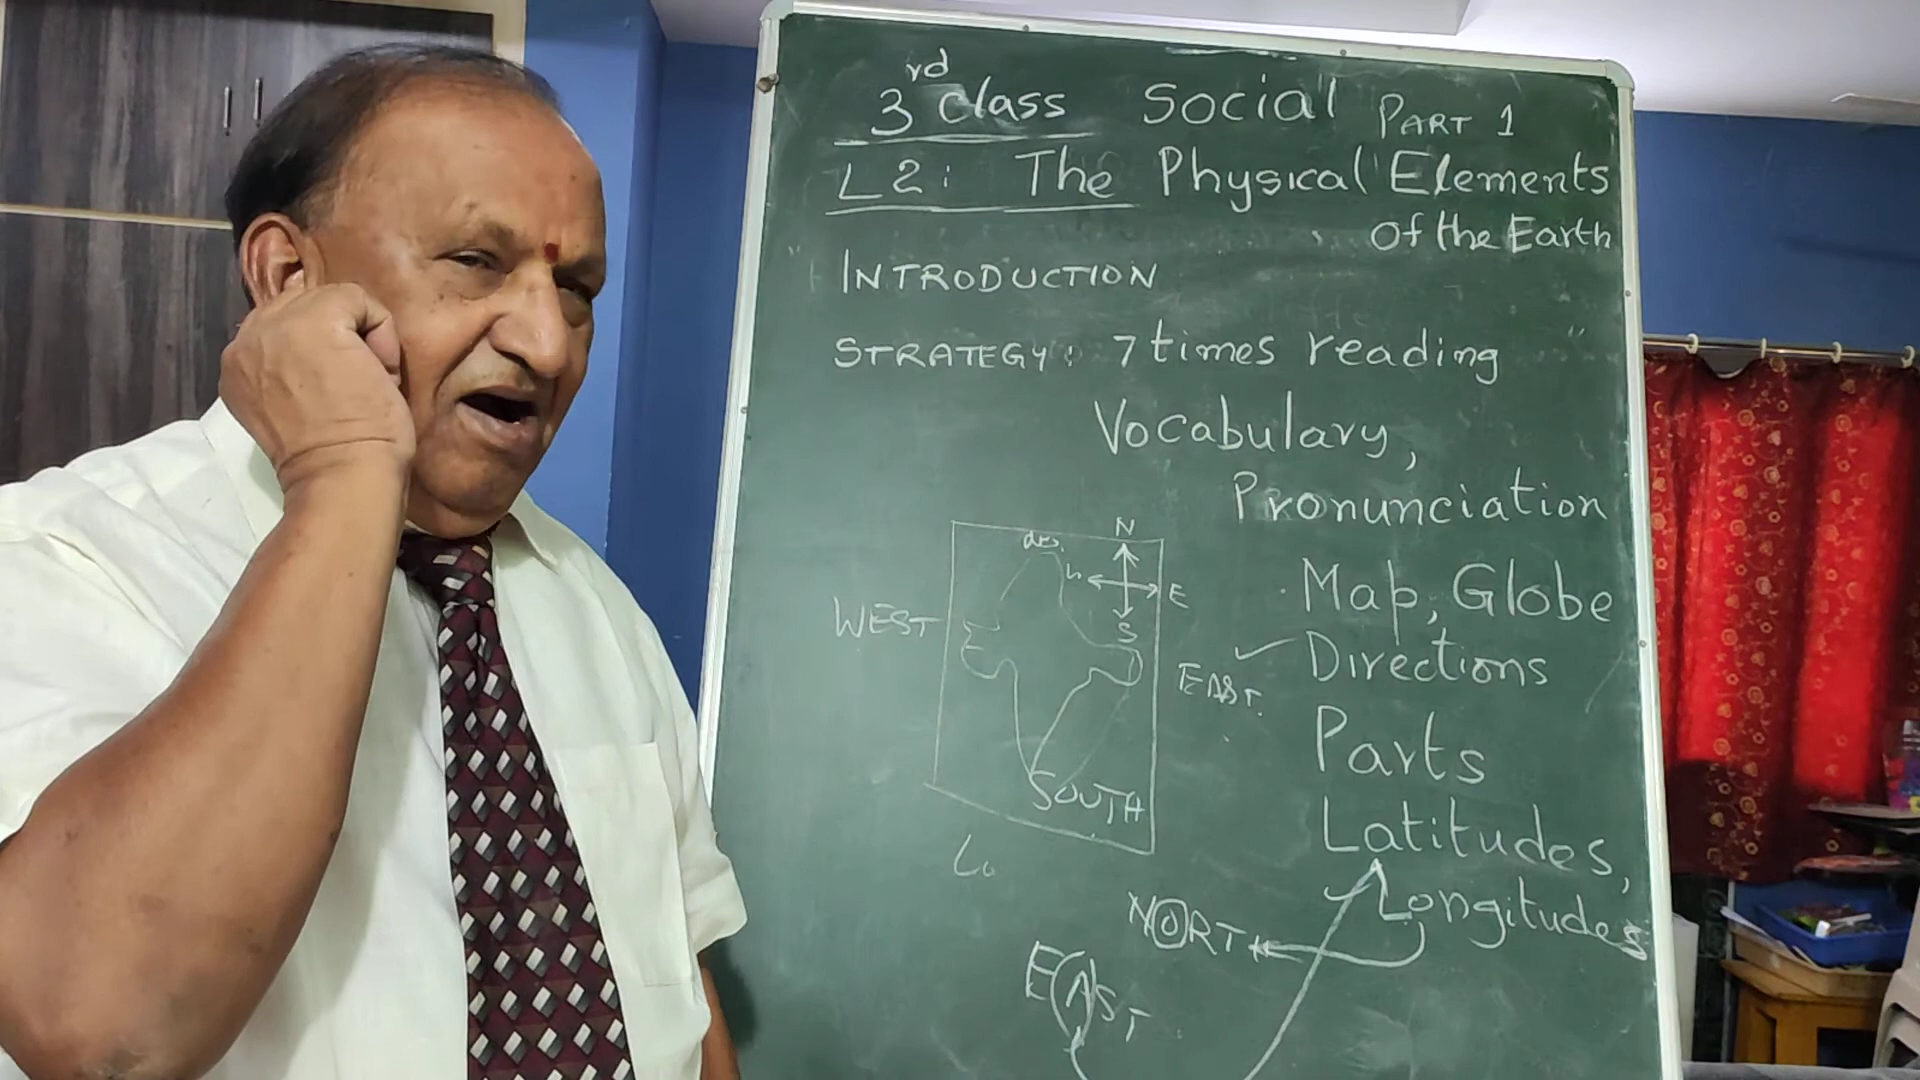 3rd class Social PART 1
L2: The Physical Elements
of the Earth
INTRODUCTION
STRATEGY: 7 times reading
Vocabulary,
Pronunciation
Map, Globe
Directions
Parts
Latitudes,
Longitudes
N
E
S
WEST
EAST.
SOUTH
NORTH
EAST